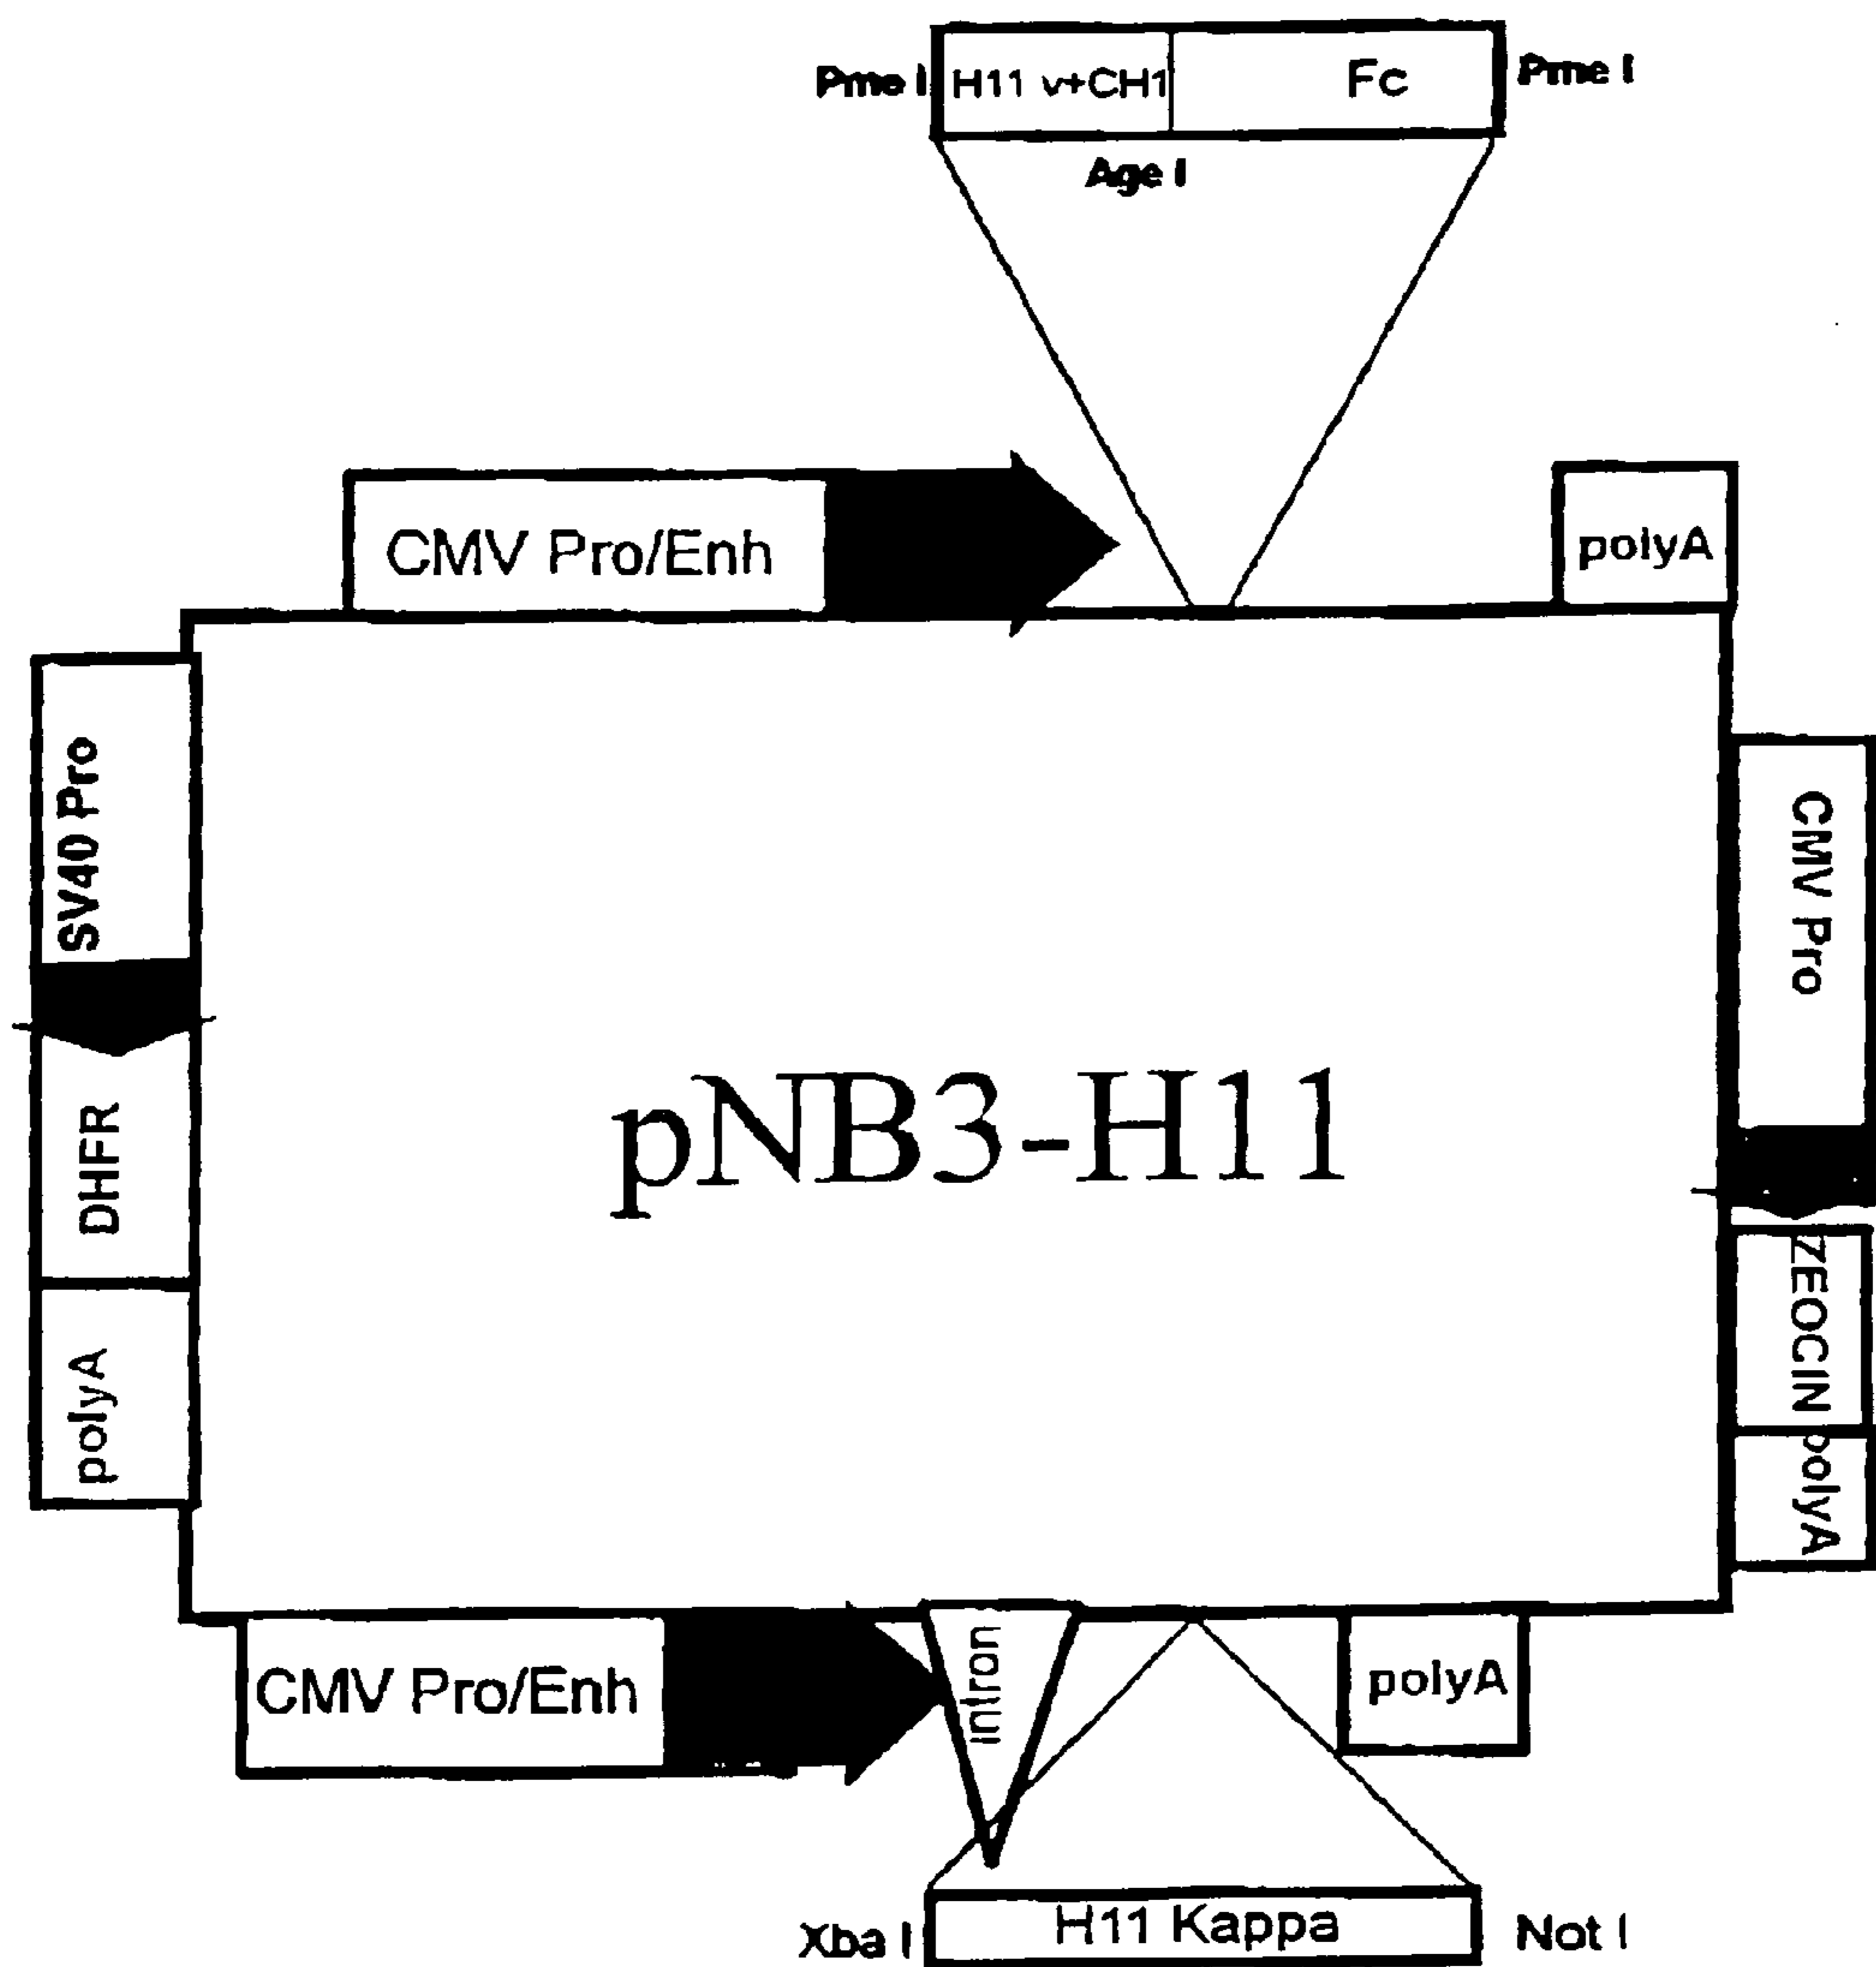 Pme I H11 v+CH1 Fc Pme I
Age I
CMV Pro/Enh
polyA
SV40 Pro
DHFR
polyA
CMV Pro
ZEOCIN
polyA
pNB3-H11
CMV Pro/Enh
intron
polyA
Xba I H11 Kappa Not I